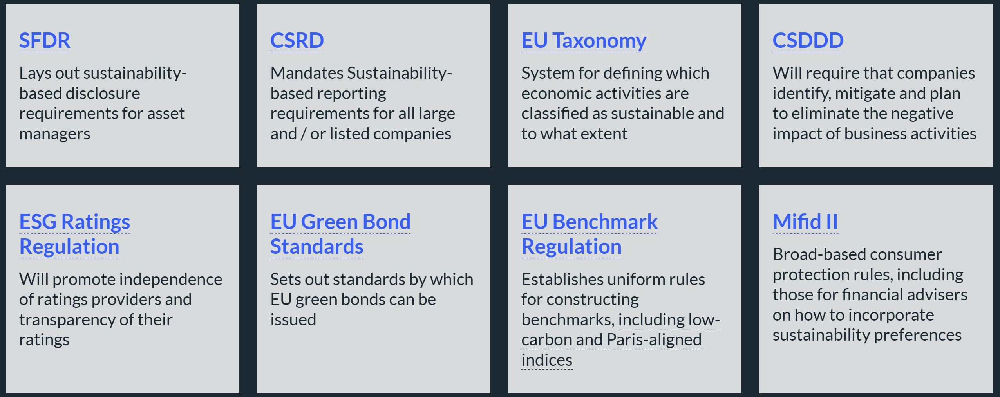 SFDR
Lays out sustainability-
based disclosure
requirements for asset
managers
CSRD
Mandates Sustainability-
based reporting
requirements for all large
and / or listed companies
EU Taxonomy
System for defining which
economic activities are
classified as sustainable and
to what extent
CSDDD
Will require that companies
identify, mitigate and plan
to eliminate the negative
impact of business activities
ESG Ratings
Regulation
Will promote independence
of ratings providers and
transparency of their
ratings
EU Green Bond
Standards
Sets out standards by which
EU green bonds can be
issued
EU Benchmark
Regulation
Establishes uniform rules
for constructing
benchmarks, including low-
carbon and Paris-aligned
indices
Mifid II
Broad-based consumer
protection rules, including
those for financial advisers
on how to incorporate
sustainability preferences